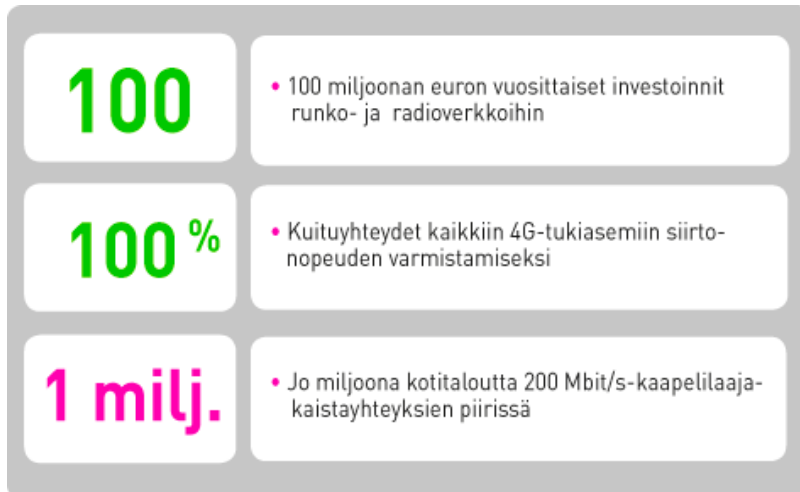 100
• 100 miljoonan euron vuosittaiset investoinnit
runko- ja radioverkkoihin
100 %
• Kuituyhteydet kaikkiin 4G-tukiasemiin siirto-
nopeuden varmistamiseksi
1 milj.
• Jo miljoona kotitaloutta 200 Mbit/s-kaapelilaaja-
kaistayhteyksien piirissä